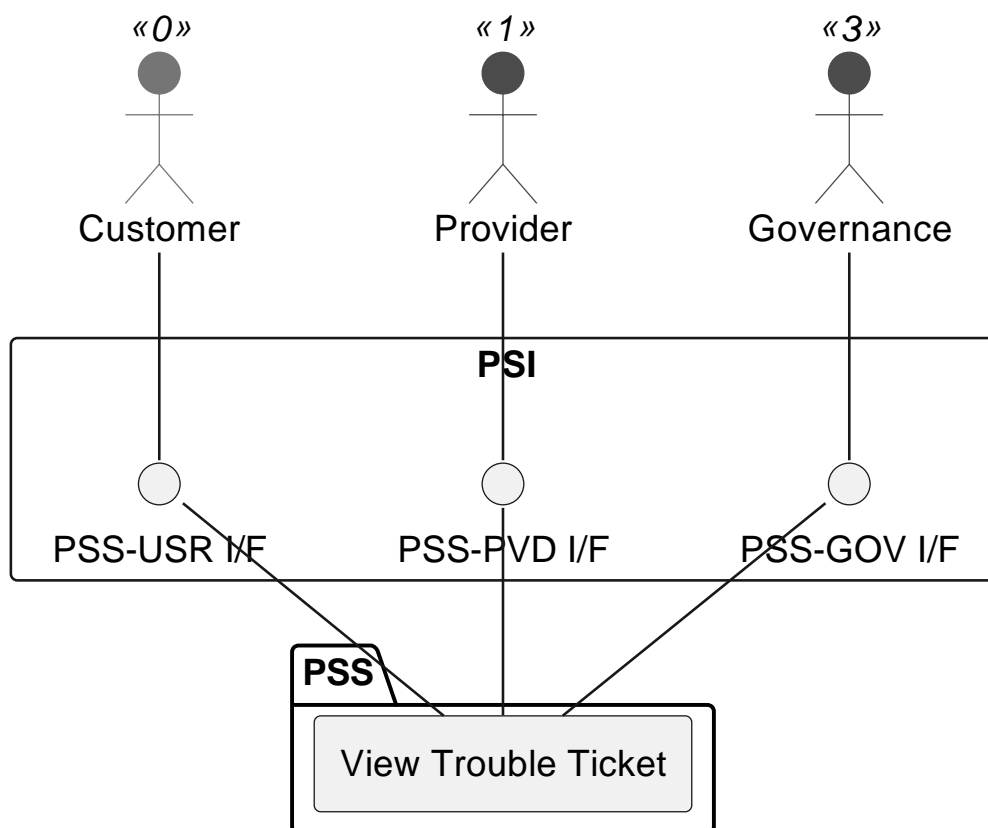 «0» «1» «3»
Customer Provider Governance
PSI
PSS-USR I/F PSS-PVD I/F PSS-GOV I/F
PSS
View Trouble Ticket